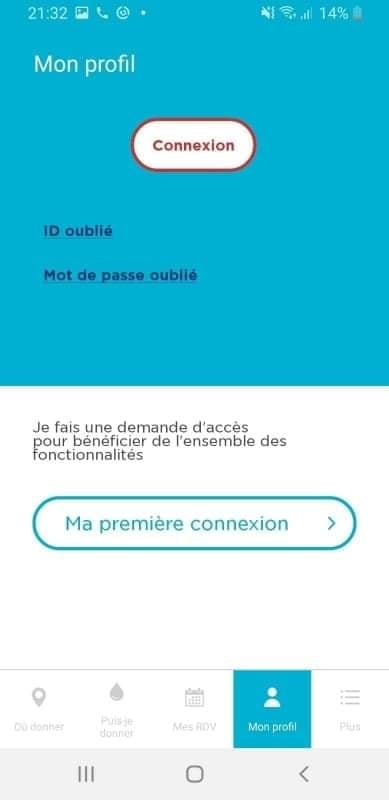 21:32
14%
Mon profil
Connexion
ID oublié
Mot de passe oublié
Je fais une demande d'accès
pour bénéficier de l'ensemble des
fonctionnalités
Ma première connexion
Où donner
Puis-je
donner
Mes RDV
Mon profil
Plus